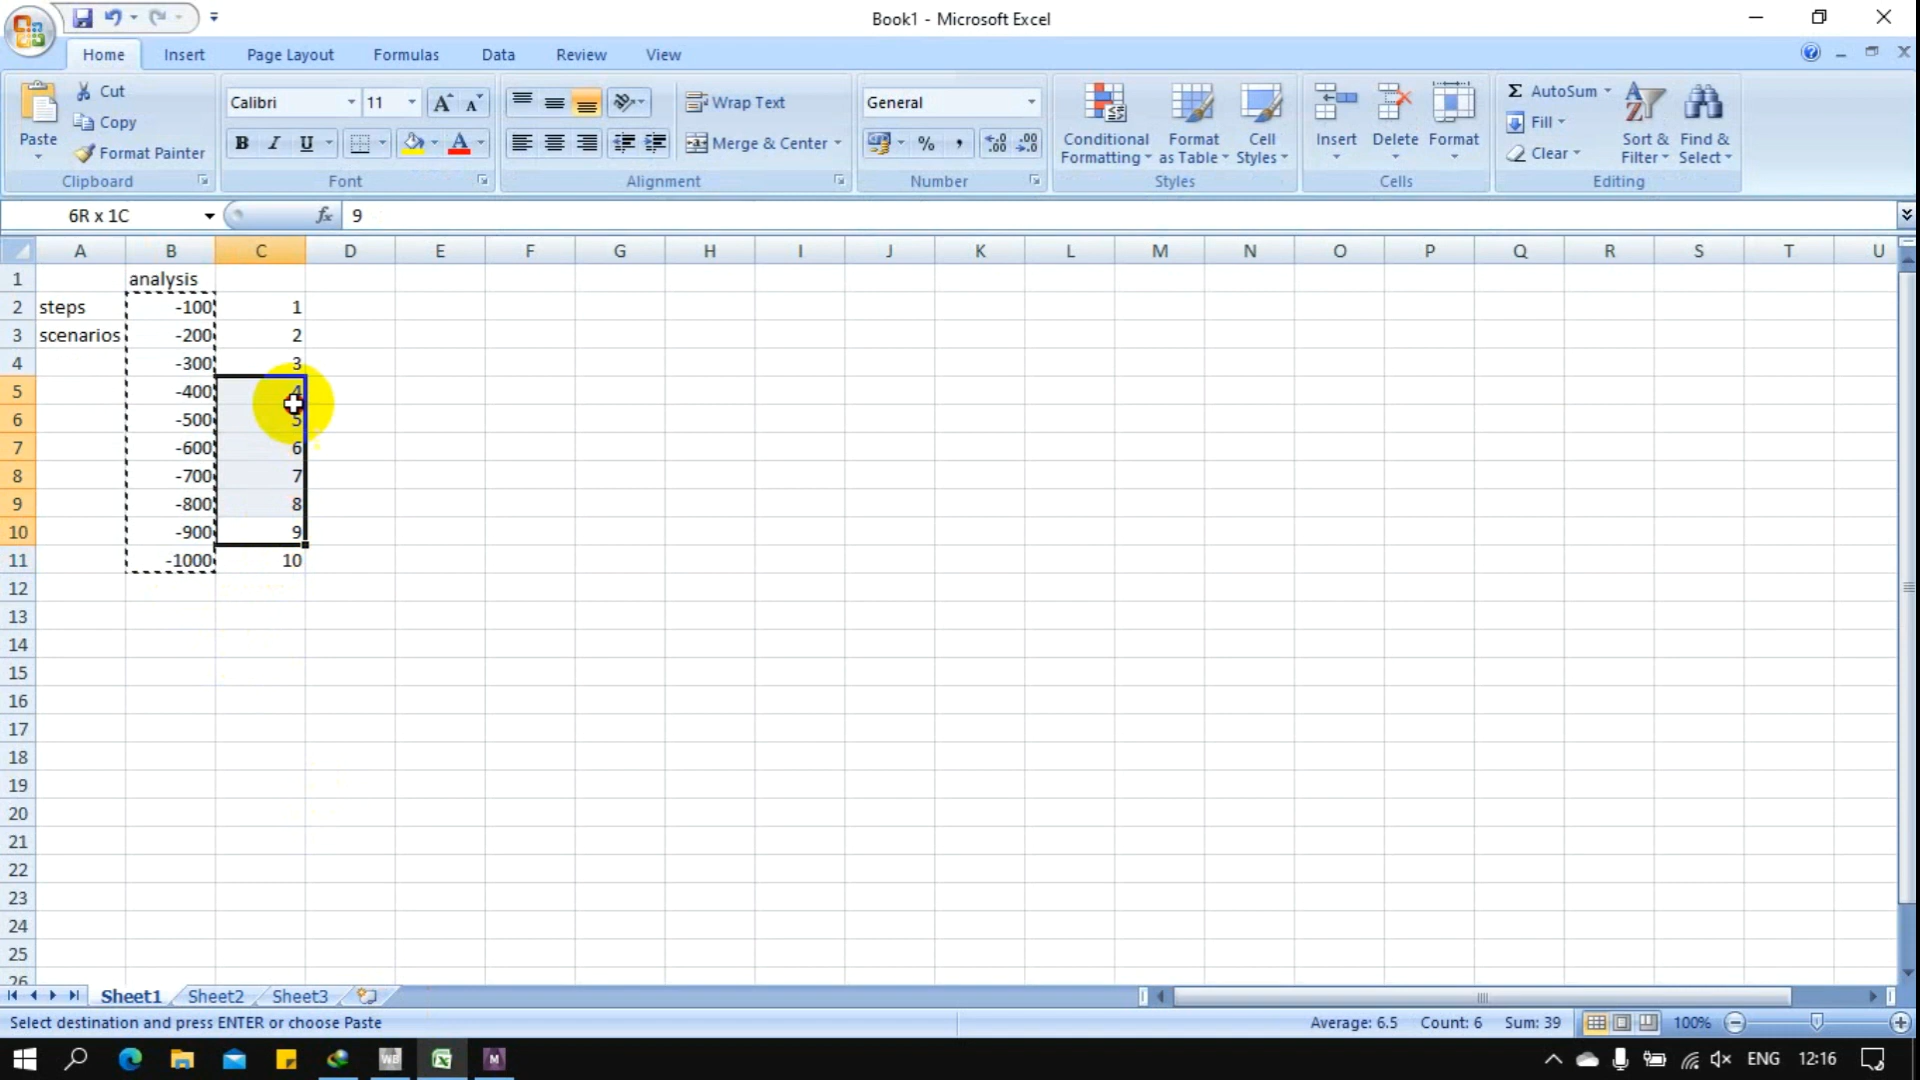 Book1 - Microsoft Excel
Home Insert Page Layout Formulas Data Review View
Paste Cut Copy Format Painter
Clipboard
Calibri 11
B I U
Font
Wrap Text
Merge & Center
Alignment
General
%
Number
Conditional Formatting Format as Table Cell Styles
Styles
Insert Delete Format
Cells
Σ AutoSum Fill Clear
Sort & Filter Find & Select
Editing
6R x 1C fx 9
A B C D E F G H I J K L M N O P Q R S T U
1 analysis
2 steps -100 1
3 scenarios -200 2
4 -300 3
5 -400 4
6 -500 5
7 -600 6
8 -700 7
9 -800 8
10 -900 9
11 -1000 10
12
13
14
15
16
17
18
19
20
21
22
23
24
25
26
Sheet1 Sheet2 Sheet3
Select destination and press ENTER or choose Paste Average: 6.5 Count: 6 Sum: 39 100%
WB M ENG 12:16